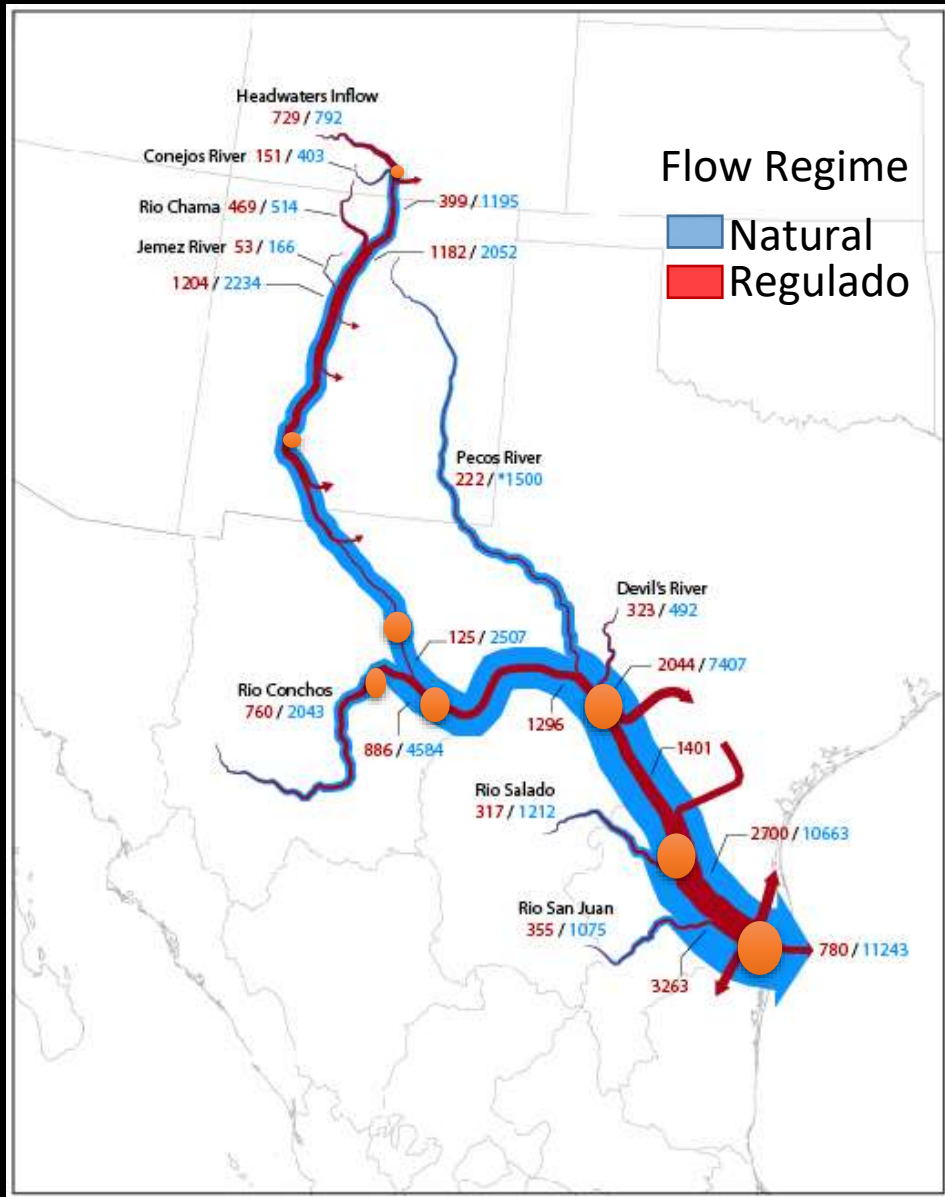 Headwaters Inflow
729 / 792
Conejos River 151 / 403
Flow Regime
Natural
Regulado
Rio Chama 469 / 514
399 / 1195
Jemez River 53 / 166
1182 / 2052
1204 / 2234
Pecos River
222 / *1500
Devil's River
323 / 492
125 / 2507
2044 / 7407
Rio Conchos
760 / 2043
1296
886 / 4584
1401
Rio Salado
317 / 1212
2700 / 10663
Rio San Juan
355 / 1075
780 / 11243
3263